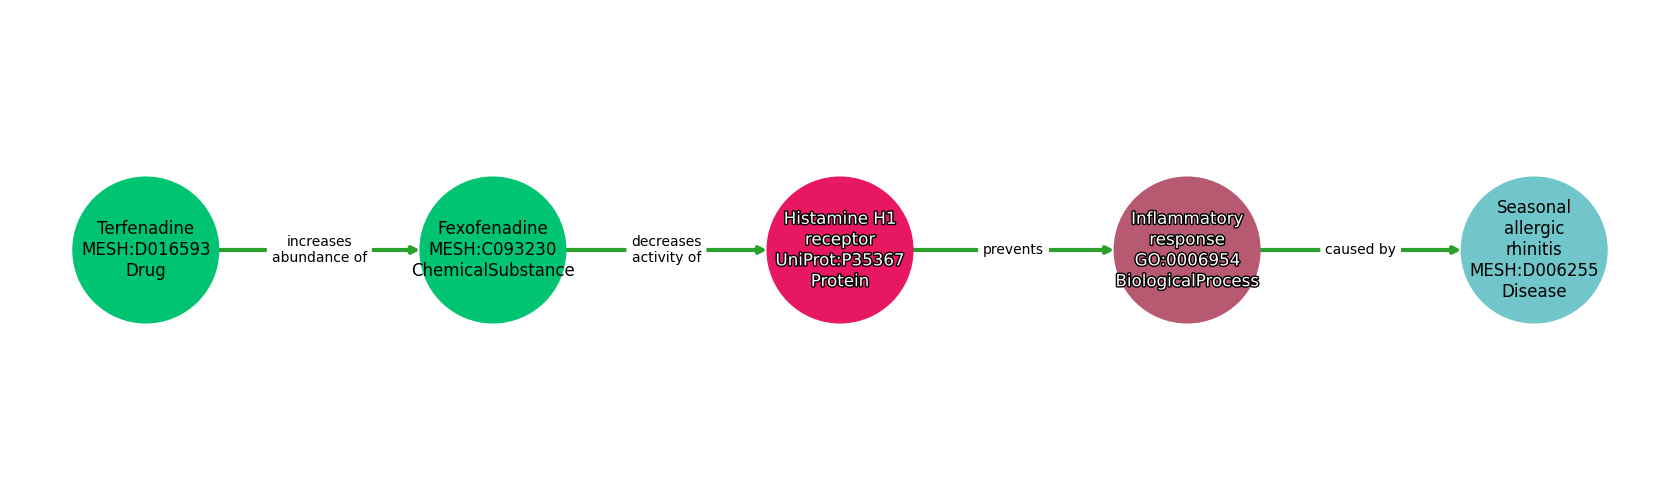 Terfenadine
MESH:D016593
Drug
increases
abundance of
Fexofenadine
MESH:C093230
ChemicalSubstance
decreases
activity of
Histamine H1
receptor
UniProt:P35367
Protein
prevents
Inflammatory
response
GO:0006954
BiologicalProcess
caused by
Seasonal
allergic
rhinitis
MESH:D006255
Disease